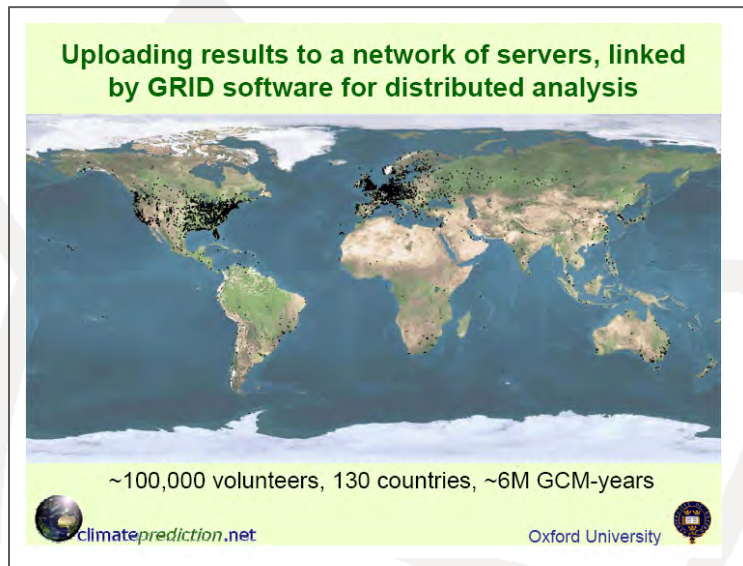 Uploading results to a network of servers, linked
by GRID software for distributed analysis
~100,000 volunteers, 130 countries, ~6M GCM-years
climateprediction.net
Oxford University